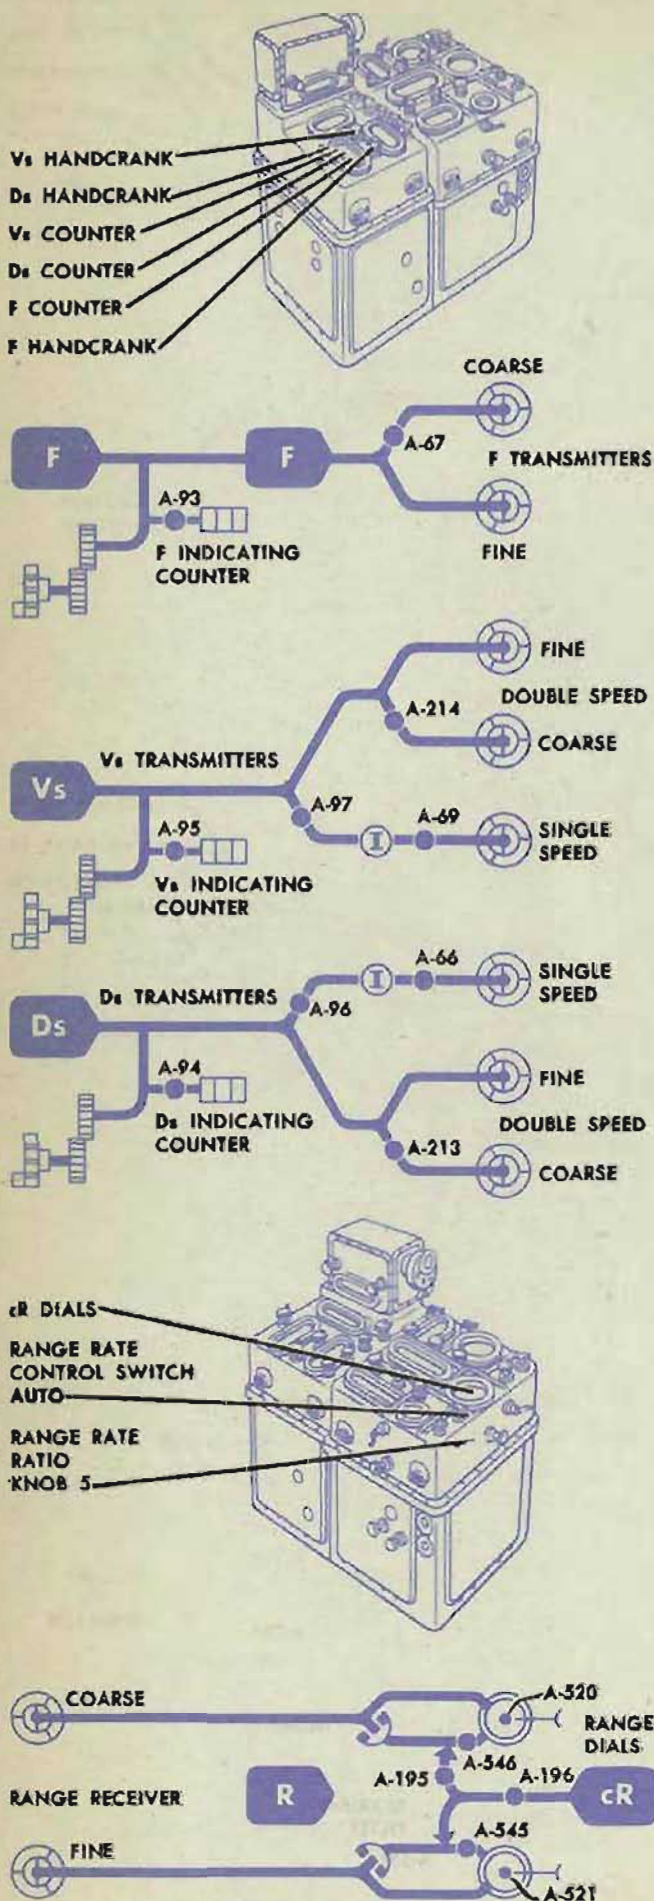 Vs HANDCRANK
Ds HANDCRANK
Vs COUNTER
Ds COUNTER
F COUNTER
F HANDCRANK
COARSE
F
F
A-67
F TRANSMITTERS
A-93
F INDICATING
COUNTER
FINE
FINE
DOUBLE SPEED
A-214
COARSE
Vs TRANSMITTERS
Vs
A-97
A-69
I
SINGLE
SPEED
A-95
Vs INDICATING
COUNTER
A-66
I
SINGLE
SPEED
Ds TRANSMITTERS
A-96
Ds
A-94
FINE
Ds INDICATING
COUNTER
DOUBLE SPEED
A-213
COARSE
cR DIALS
RANGE RATE
CONTROL SWITCH
AUTO
RANGE RATE
RATIO
KNOB 5
COARSE
A-520
RANGE
DIALS
A-546
A-195
A-196
RANGE RECEIVER
R
cR
A-545
FINE
A-521